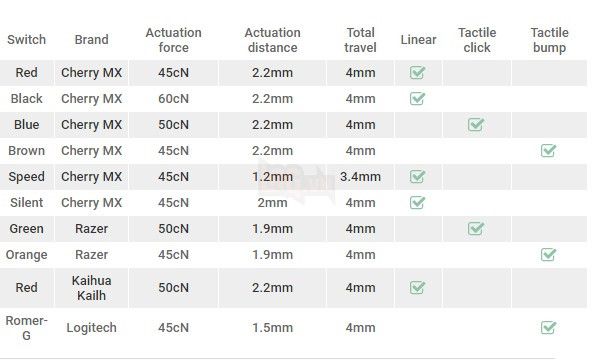 Switch Brand Actuation force Actuation distance Total travel Linear Tactile click Tactile bump
Red Cherry MX 45cN 2.2mm 4mm
Black Cherry MX 60cN 2.2mm 4mm
Blue Cherry MX 50cN 2.2mm 4mm
Brown Cherry MX 45cN 2.2mm 4mm
Speed Cherry MX 45cN 1.2mm 3.4mm
Silent Cherry MX 45cN 2mm 4mm
Green Razer 50cN 1.9mm 4mm
Orange Razer 45cN 1.9mm 4mm
Red Kaihua Kailh 50cN 2.2mm 4mm
Romer-G Logitech 45cN 1.5mm 4mm